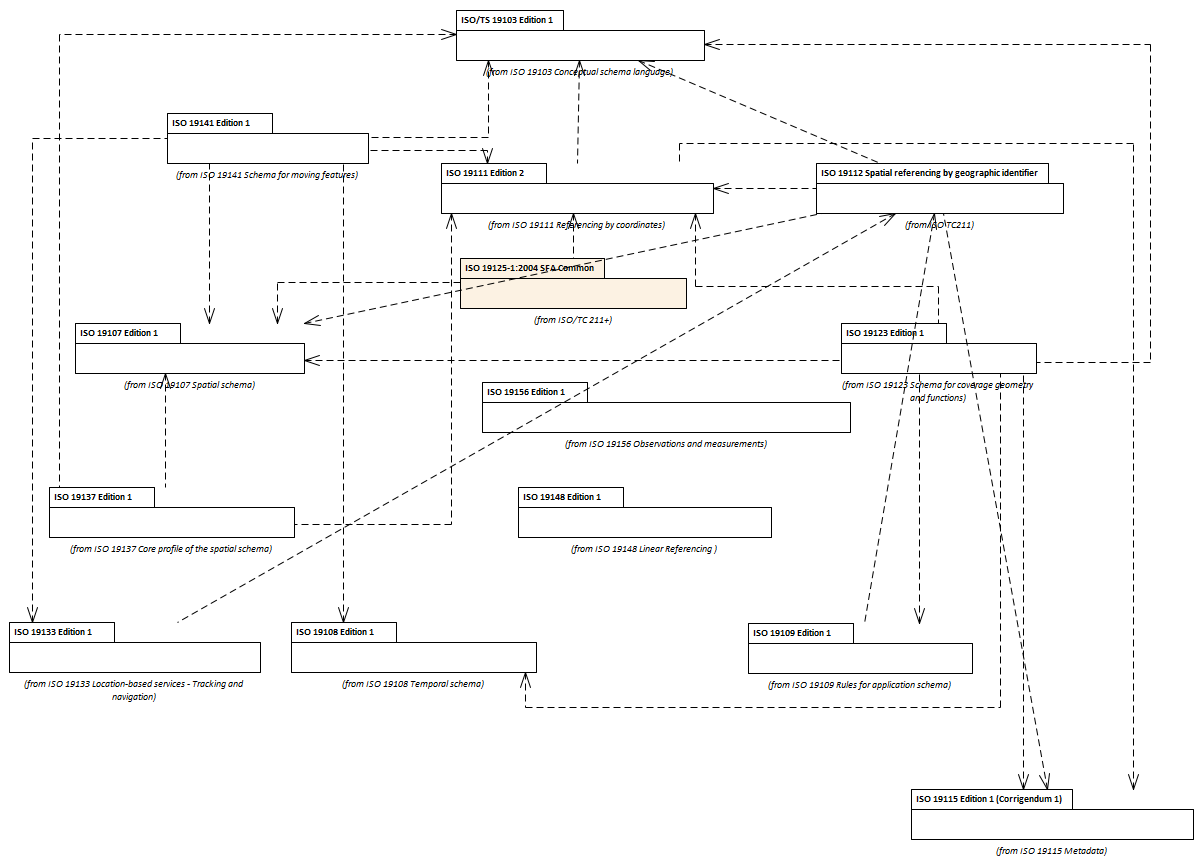 ISO/TS 19103 Edition 1
(from ISO 19103 Conceptual schema language)
ISO 19141 Edition 1
(from ISO 19141 Schema for moving features)
ISO 19111 Edition 2
(from ISO 19111 Referencing by coordinates)
ISO 19112 Spatial referencing by geographic identifier
(from ISO TC211)
ISO 19125-1:2004 SFA Common
(from ISO/TC 211+)
ISO 19107 Edition 1
(from ISO 19107 Spatial schema)
ISO 19123 Edition 1
(from ISO 19123 Schema for coverage geometry
and functions)
ISO 19156 Edition 1
(from ISO 19156 Observations and measurements)
ISO 19137 Edition 1
(from ISO 19137 Core profile of the spatial schema)
ISO 19148 Edition 1
(from ISO 19148 Linear Referencing )
ISO 19133 Edition 1
(from ISO 19133 Location-based services - Tracking and
navigation)
ISO 19108 Edition 1
(from ISO 19108 Temporal schema)
ISO 19109 Edition 1
(from ISO 19109 Rules for application schema)
ISO 19115 Edition 1 (Corrigendum 1)
(from ISO 19115 Metadata)